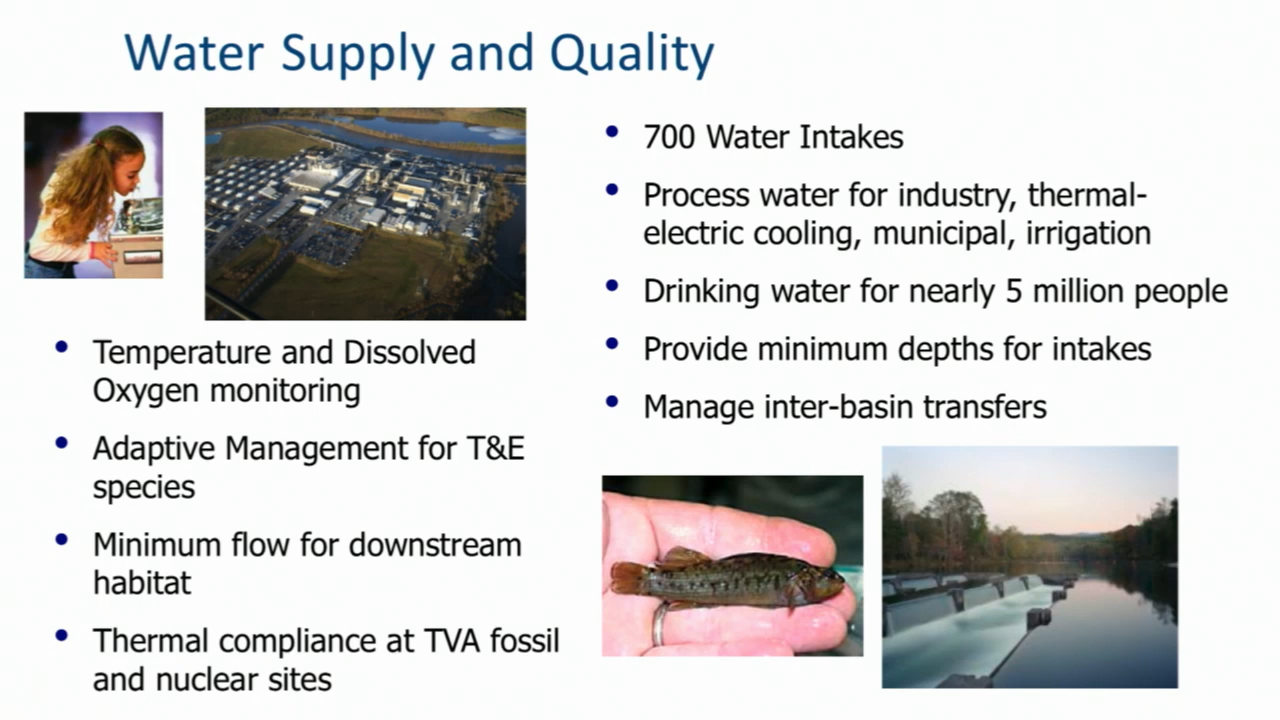 Water Supply and Quality
• Temperature and Dissolved
Oxygen monitoring
• Adaptive Management for T&E
species
• Minimum flow for downstream
habitat
• Thermal compliance at TVA fossil
and nuclear sites
• 700 Water Intakes
• Process water for industry, thermal-
electric cooling, municipal, irrigation
• Drinking water for nearly 5 million people
• Provide minimum depths for intakes
• Manage inter-basin transfers